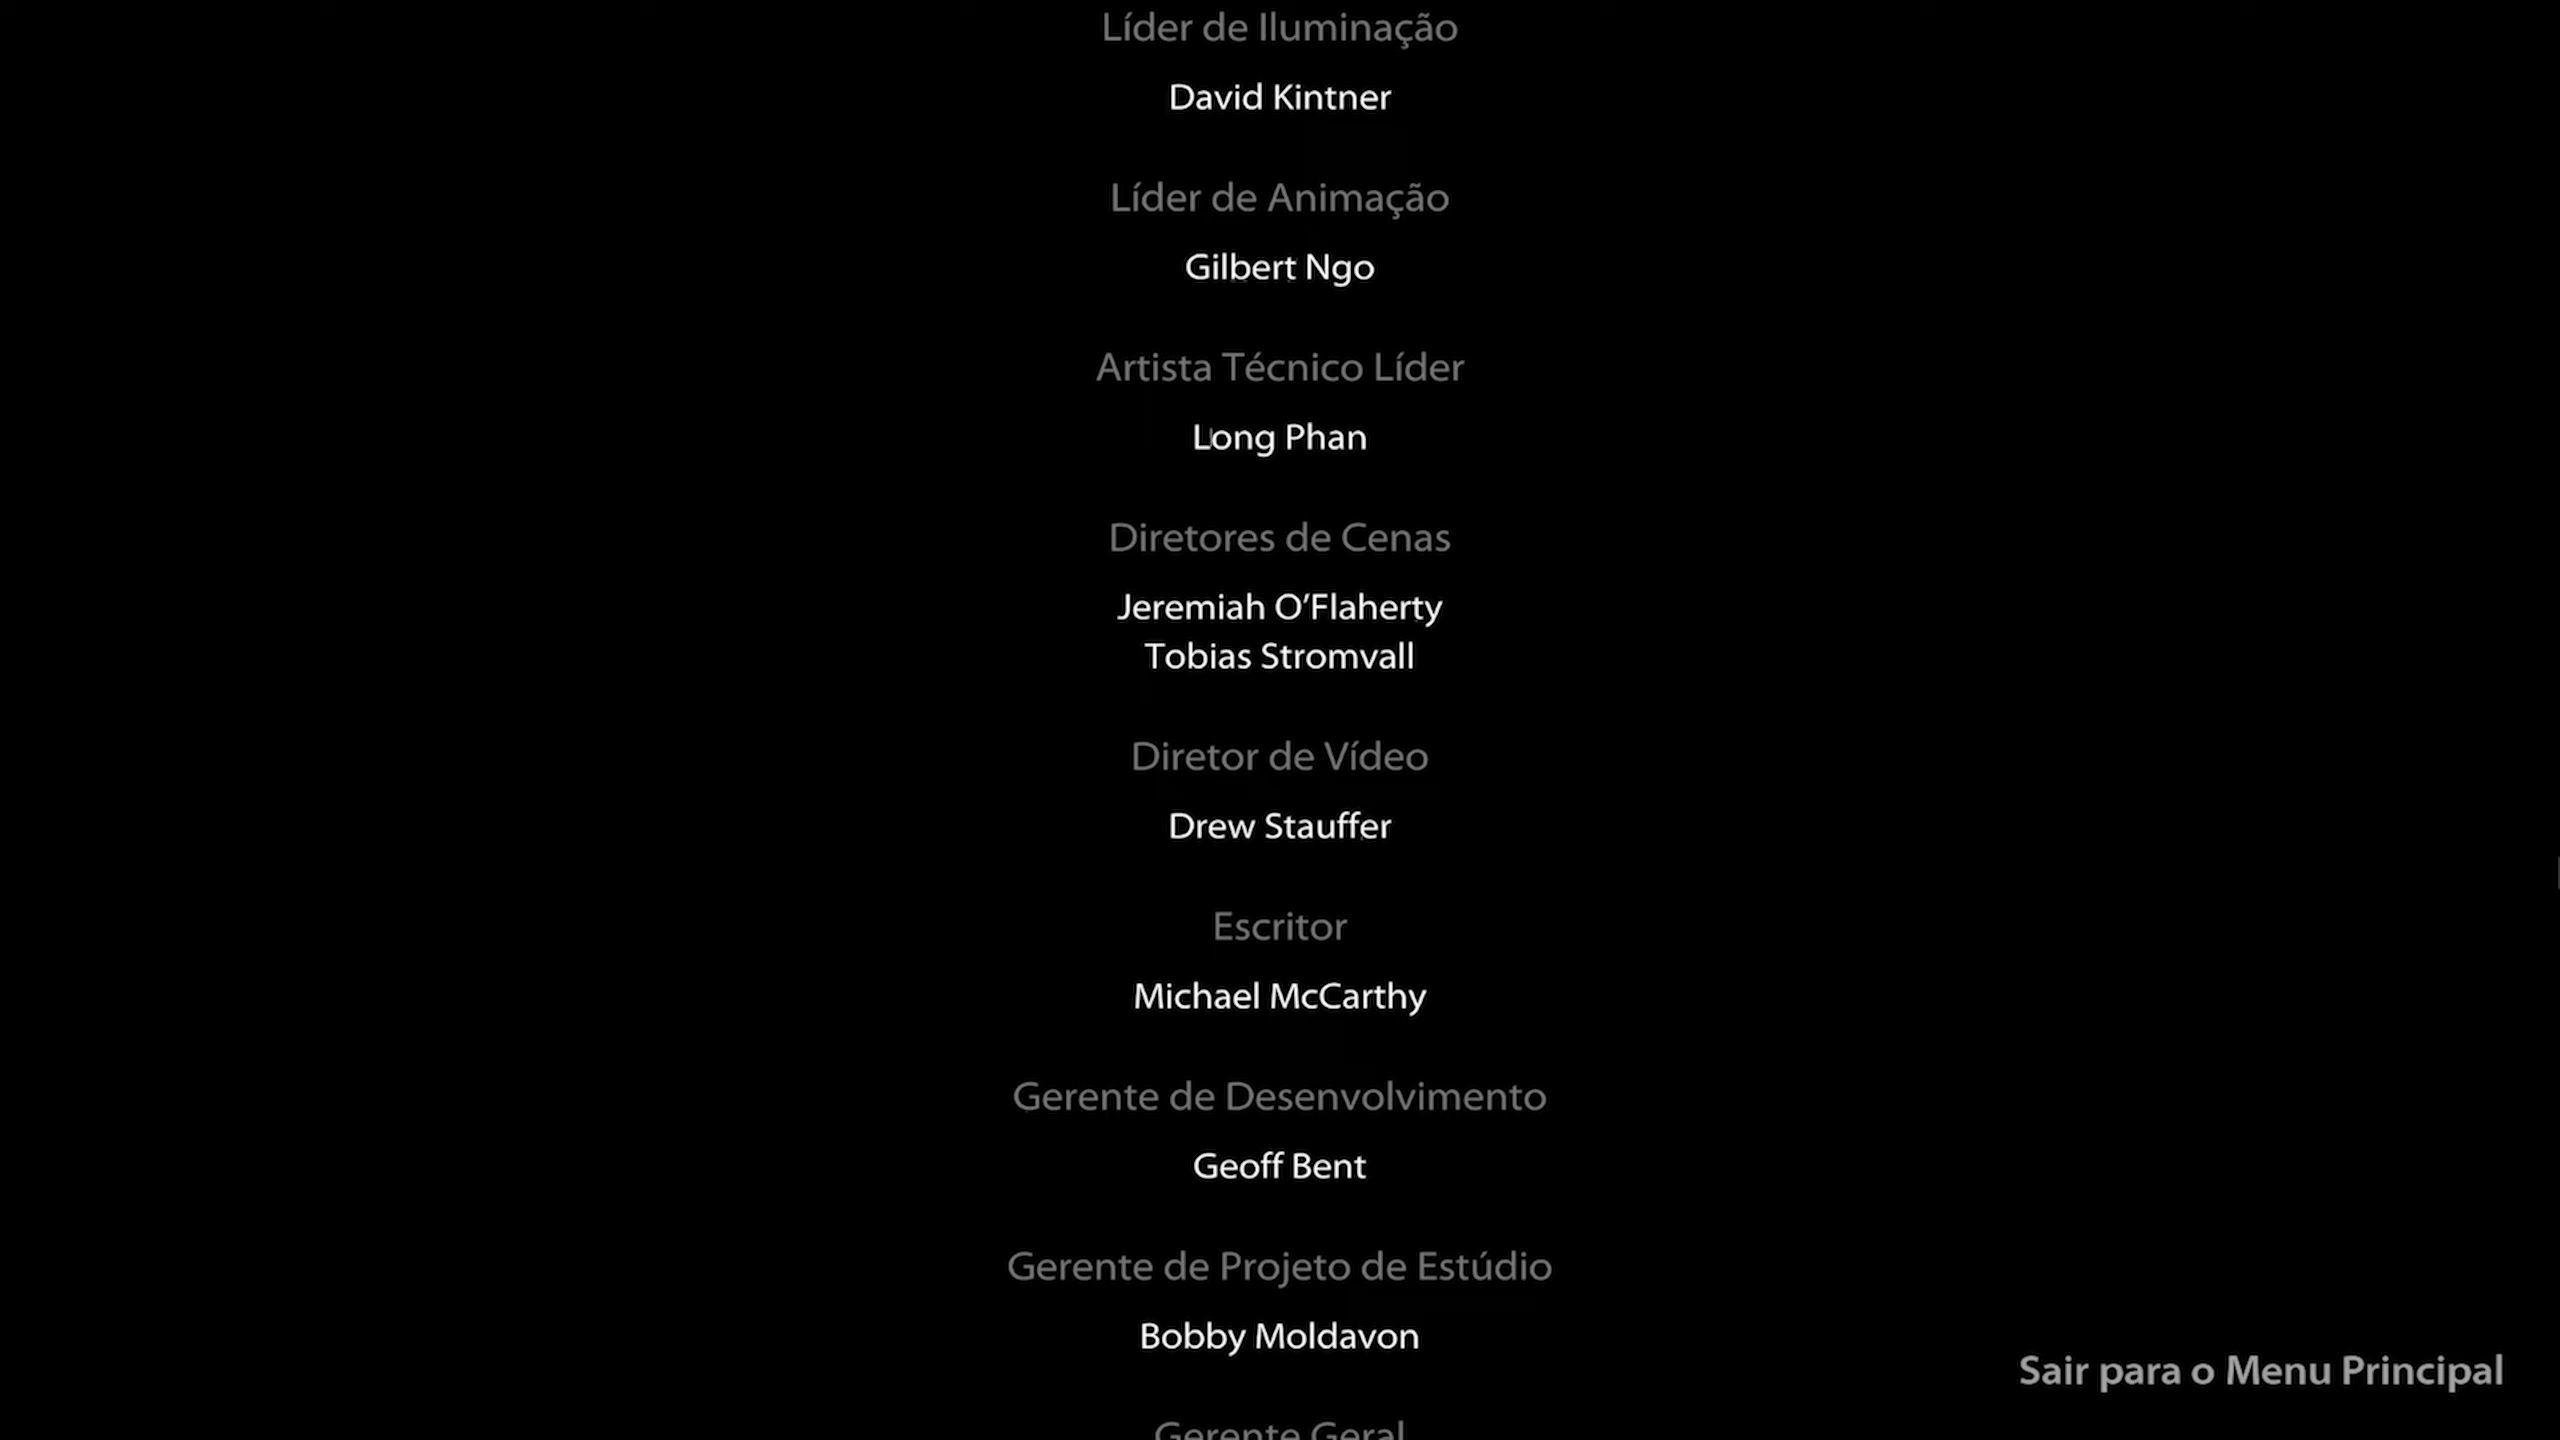 Líder de Iluminação
David Kintner
Líder de Animação
Gilbert Ngo
Artista Técnico Líder
Long Phan
Diretores de Cenas
Jeremiah O’Flaherty
Tobias Stromvall
Diretor de Vídeo
Drew Stauffer
Escritor
Michael McCarthy
Gerente de Desenvolvimento
Geoff Bent
Gerente de Projeto de Estúdio
Bobby Moldavon
Sair para o Menu Principal
Gerente Geral